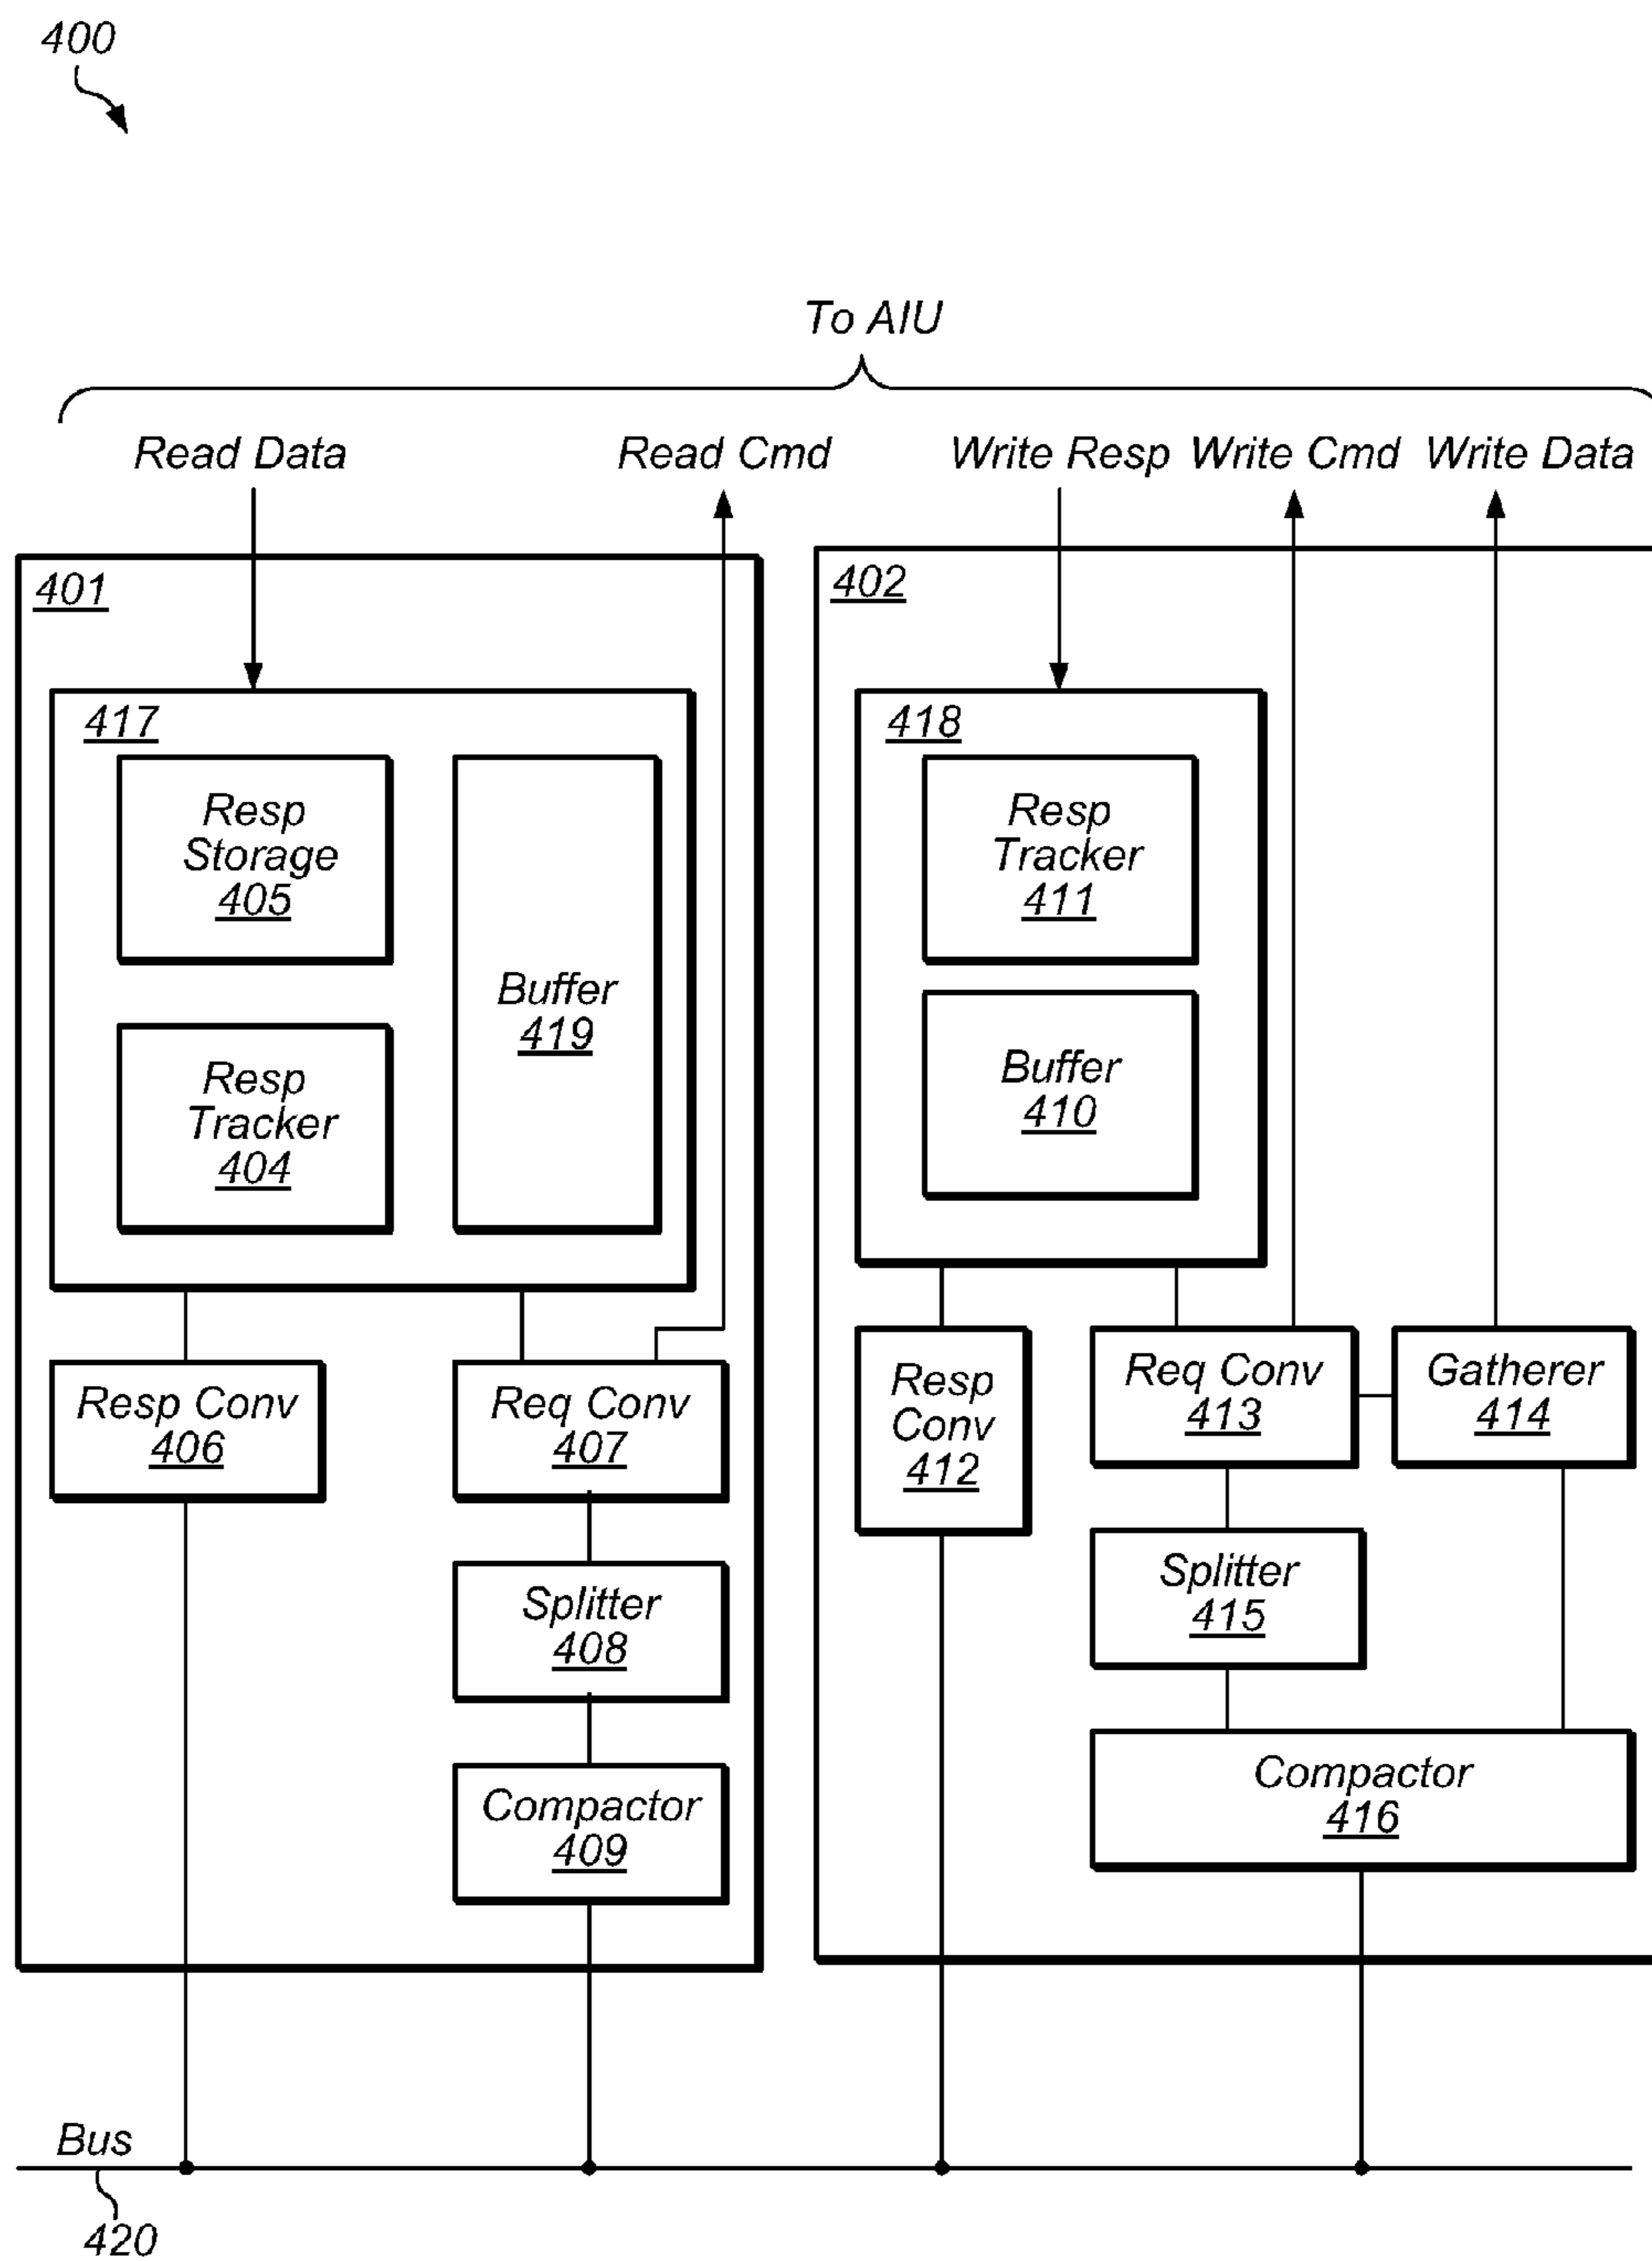 400
To AIU
Read Data
Read Cmd
Write Resp
Write Cmd
Write Data
401
417
Resp
Storage
405
Resp
Tracker
404
Buffer
419
Resp Conv
406
Req Conv
407
Splitter
408
Compactor
409
402
418
Resp
Tracker
411
Buffer
410
Resp
Conv
412
Req Conv
413
Gatherer
414
Splitter
415
Compactor
416
Bus
420